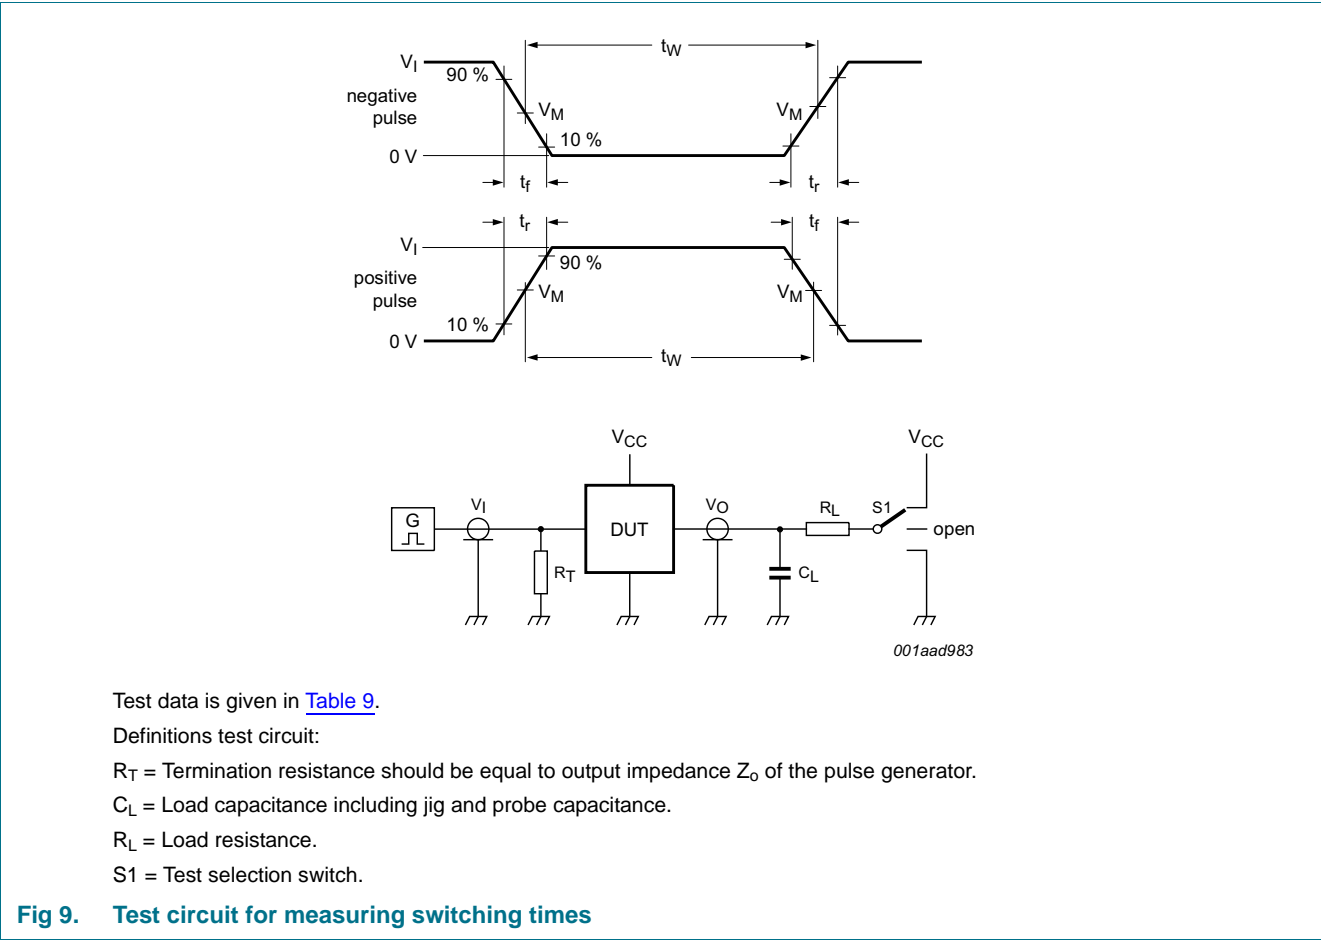 tW
VI
90 %
negative
pulse
VM
VM
10 %
0 V
tf
tr
tr
tf
VI
90 %
positive
pulse
VM
VM
10 %
0 V
tW
VCC
VCC
G
VI
DUT
VO
RL
S1
open
RT
CL
001aad983
Test data is given in Table 9.
Definitions test circuit:
RT = Termination resistance should be equal to output impedance Zo of the pulse generator.
CL = Load capacitance including jig and probe capacitance.
RL = Load resistance.
S1 = Test selection switch.
Fig 9. Test circuit for measuring switching times